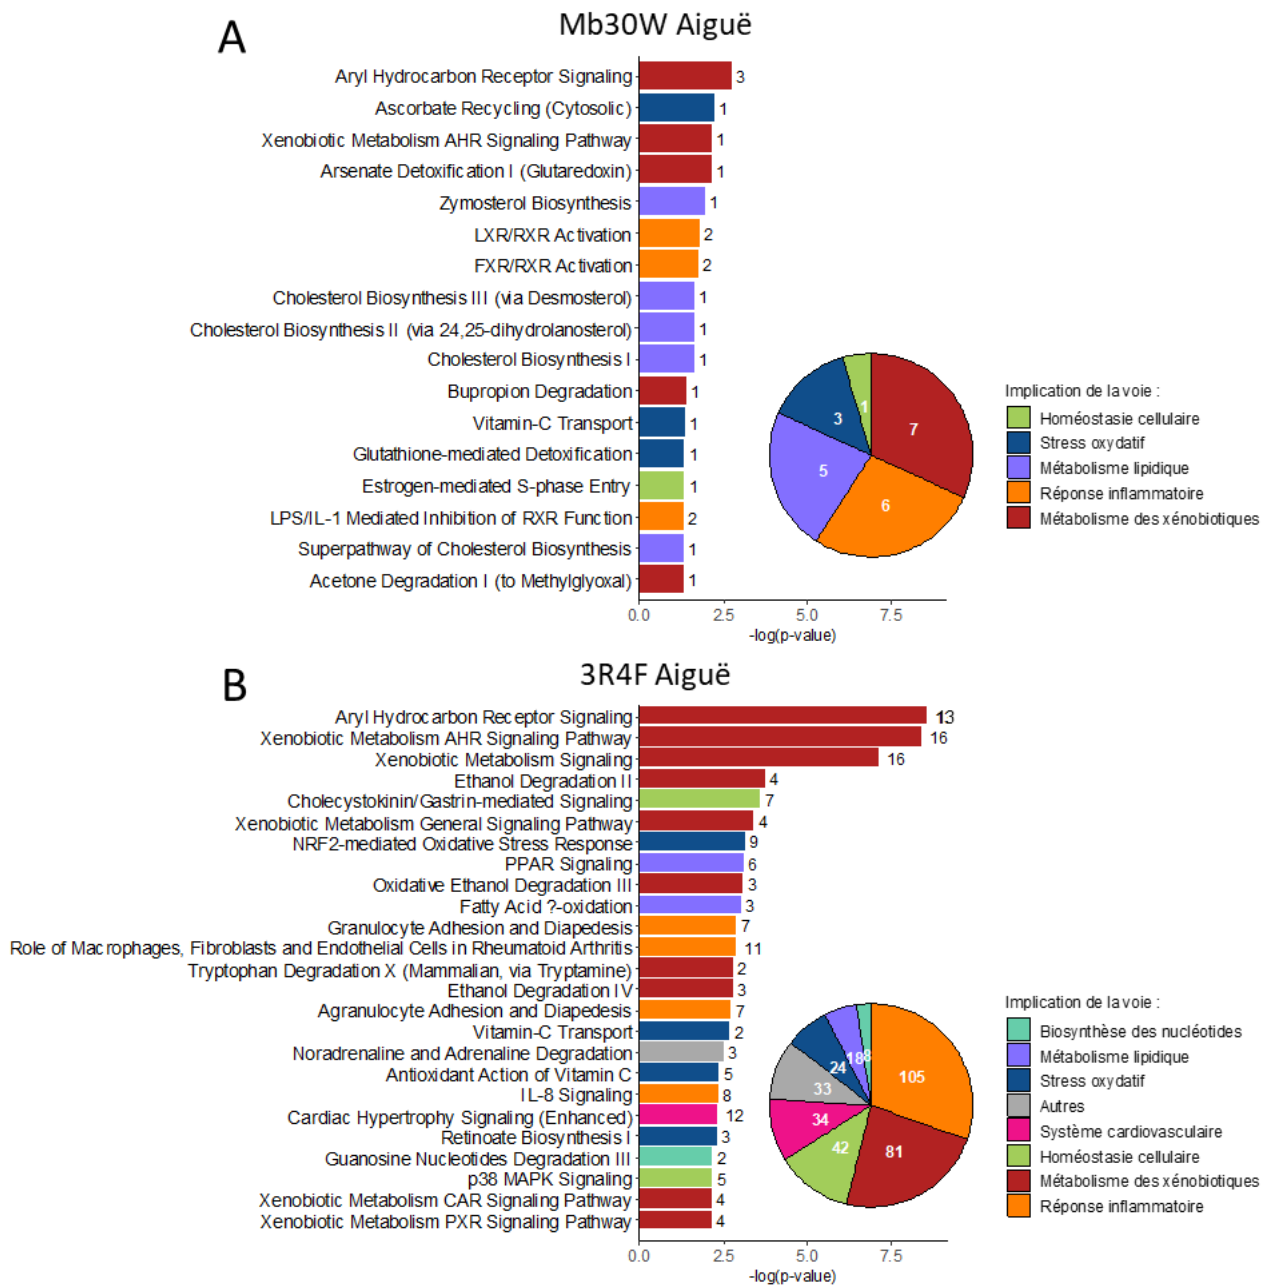 A
Mb30W Aiguë
Aryl Hydrocarbon Receptor Signaling 3
Ascorbate Recycling (Cytosolic) 1
Xenobiotic Metabolism AHR Signaling Pathway 1
Arsenate Detoxification I (Glutaredoxin) 1
Zymosterol Biosynthesis 1
LXR/RXR Activation 2
FXR/RXR Activation 2
Cholesterol Biosynthesis III (via Desmosterol) 1
Cholesterol Biosynthesis II (via 24,25-dihydrolanosterol) 1
Cholesterol Biosynthesis I 1
Bupropion Degradation 1
Vitamin-C Transport 1
Glutathione-mediated Detoxification 1
Estrogen-mediated S-phase Entry 1
LPS/IL-1 Mediated Inhibition of RXR Function 2
Superpathway of Cholesterol Biosynthesis 1
Acetone Degradation I (to Methylglyoxal) 1
0.0 2.5 5.0 7.5
-log(p-value)
1
3
7
5
6
Implication de la voie :
Homéostasie cellulaire
Stress oxydatif
Métabolisme lipidique
Réponse inflammatoire
Métabolisme des xénobiotiques
B
3R4F Aiguë
Aryl Hydrocarbon Receptor Signaling 13
Xenobiotic Metabolism AHR Signaling Pathway 16
Xenobiotic Metabolism Signaling 16
Ethanol Degradation II 4
Cholecystokinin/Gastrin-mediated Signaling 7
Xenobiotic Metabolism General Signaling Pathway 4
NRF2-mediated Oxidative Stress Response 9
PPAR Signaling 6
Oxidative Ethanol Degradation III 3
Fatty Acid ?-oxidation 3
Granulocyte Adhesion and Diapedesis 7
Role of Macrophages, Fibroblasts and Endothelial Cells in Rheumatoid Arthritis 11
Tryptophan Degradation X (Mammalian, via Tryptamine) 2
Ethanol Degradation IV 3
Agranulocyte Adhesion and Diapedesis 7
Vitamin-C Transport 2
Noradrenaline and Adrenaline Degradation 3
Antioxidant Action of Vitamin C 5
IL-8 Signaling 8
Cardiac Hypertrophy Signaling (Enhanced) 12
Retinoate Biosynthesis I 3
Guanosine Nucleotides Degradation III 2
p38 MAPK Signaling 5
Xenobiotic Metabolism CAR Signaling Pathway 4
Xenobiotic Metabolism PXR Signaling Pathway 4
0.0 2.5 5.0 7.5
-log(p-value)
8
18
24
33
34
42
81
105
Implication de la voie :
Biosynthèse des nucléotides
Métabolisme lipidique
Stress oxydatif
Autres
Système cardiovasculaire
Homéostasie cellulaire
Métabolisme des xénobiotiques
Réponse inflammatoire